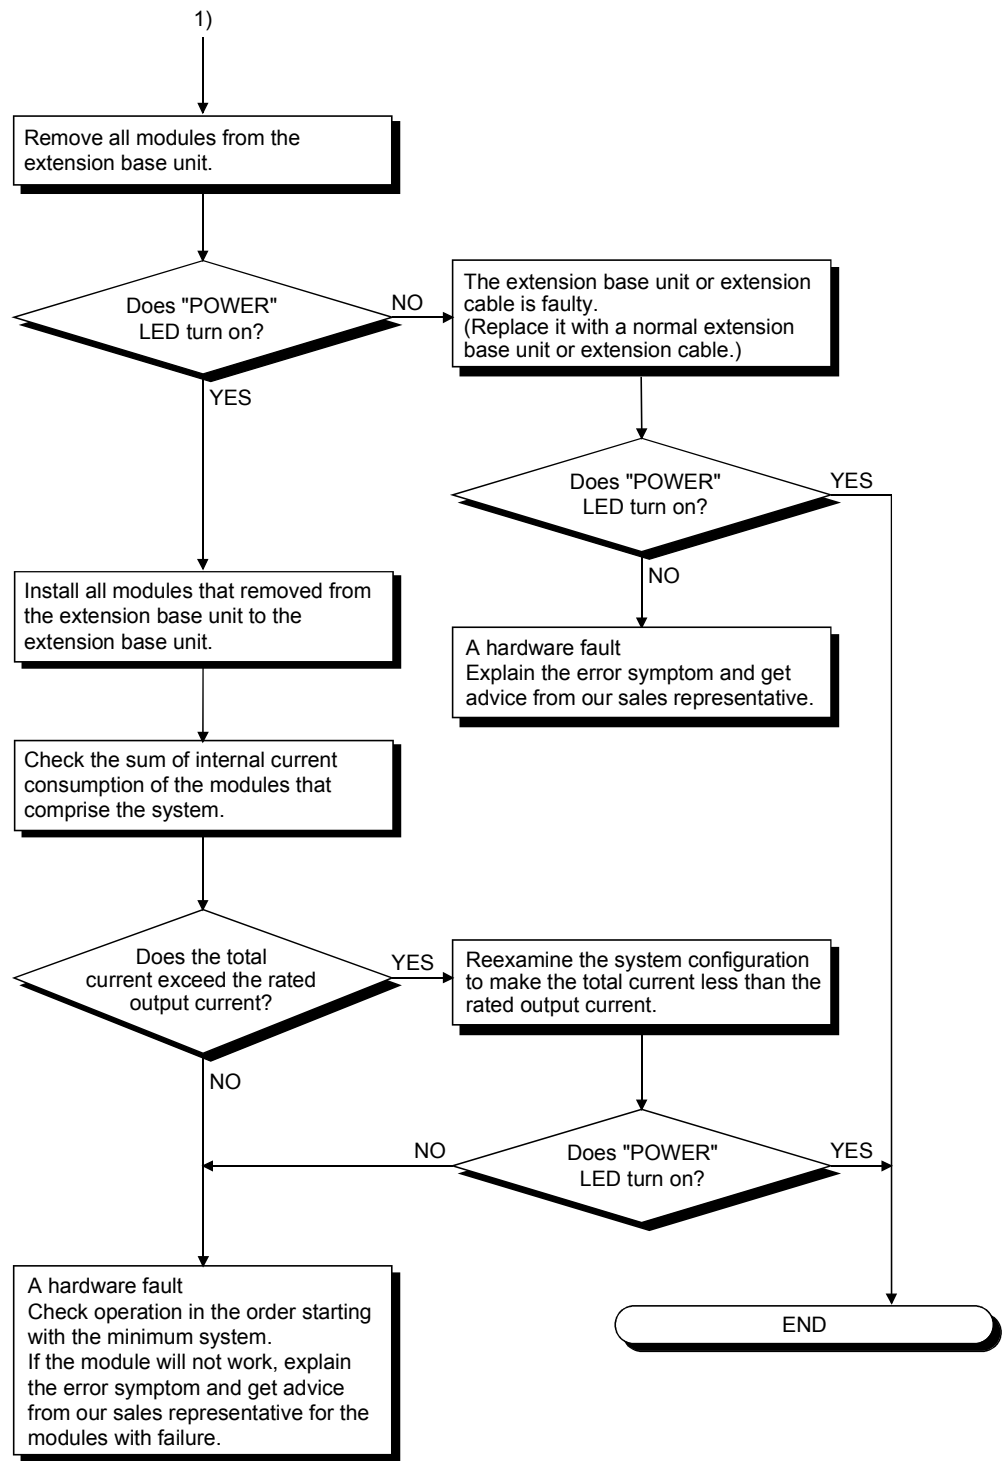 1)
Remove all modules from the
extension base unit.
Does "POWER"
LED turn on?
NO
YES
The extension base unit or extension
cable is faulty.
(Replace it with a normal extension
base unit or extension cable.)
Does "POWER"
LED turn on?
YES
NO
A hardware fault
Explain the error symptom and get
advice from our sales representative.
Install all modules that removed from
the extension base unit to the
extension base unit.
Check the sum of internal current
consumption of the modules that
comprise the system.
Does the total
current exceed the rated
output current?
YES
NO
Reexamine the system configuration
to make the total current less than the
rated output current.
Does "POWER"
LED turn on?
NO
YES
A hardware fault
Check operation in the order starting
with the minimum system.
If the module will not work, explain
the error symptom and get advice
from our sales representative for the
modules with failure.
END